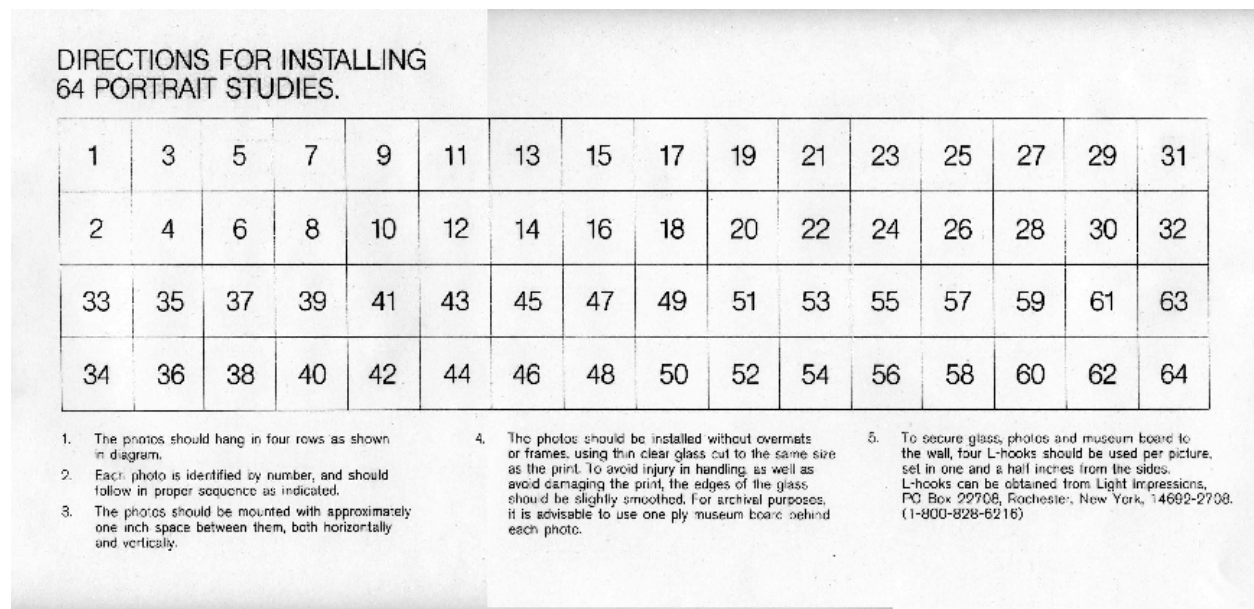 DIRECTIONS FOR INSTALLING
64 PORTRAIT STUDIES.
1 3 5 7 9 11 13 15 17 19 21 23 25 27 29 31
2 4 6 8 10 12 14 16 18 20 22 24 26 28 30 32
33 35 37 39 41 43 45 47 49 51 53 55 57 59 61 63
34 36 38 40 42 44 46 48 50 52 54 56 58 60 62 64
1. The photos should hang in four rows as shown
in diagram.
2. Each photo is identified by number, and should
follow in proper sequence as indicated.
3. The photos should be mounted with approximately
one inch space between them, both horizontally
and vertically.
4. The photos should be installed without overmats
or frames, using thin clear glass cut to the same size
as the print. To avoid injury in handling, as well as
avoid damaging the print, the edges of the glass
should be slightly smoothed. For archival purposes,
it is advisable to use one ply museum board behind
each photo.
5. To secure glass, photos and museum board to
the wall, four L-hooks should be used per picture,
set in one and a half inches from the sides.
L-hooks can be obtained from Light Impressions,
PO Box 22708, Rochester, New York, 14692-2708.
(1-800-828-6216)